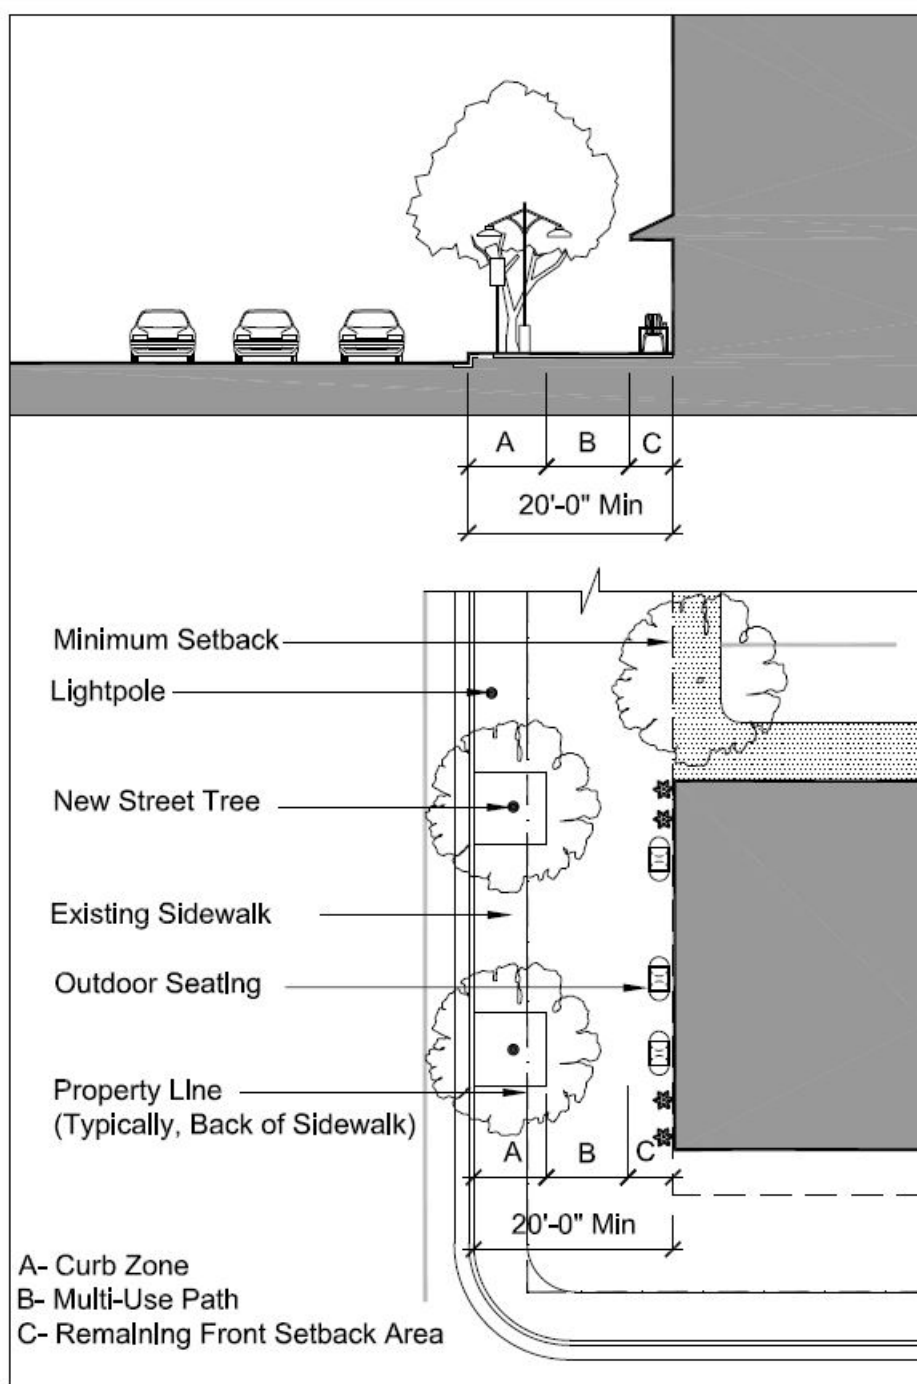 A B C
20'-0" Min
Minimum Setback
Lightpole
New Street Tree
Existing Sidewalk
Outdoor Seating
Property Line
(Typically, Back of Sidewalk)
A B C
20'-0" Min
A- Curb Zone
B- Multi-Use Path
C- Remaining Front Setback Area